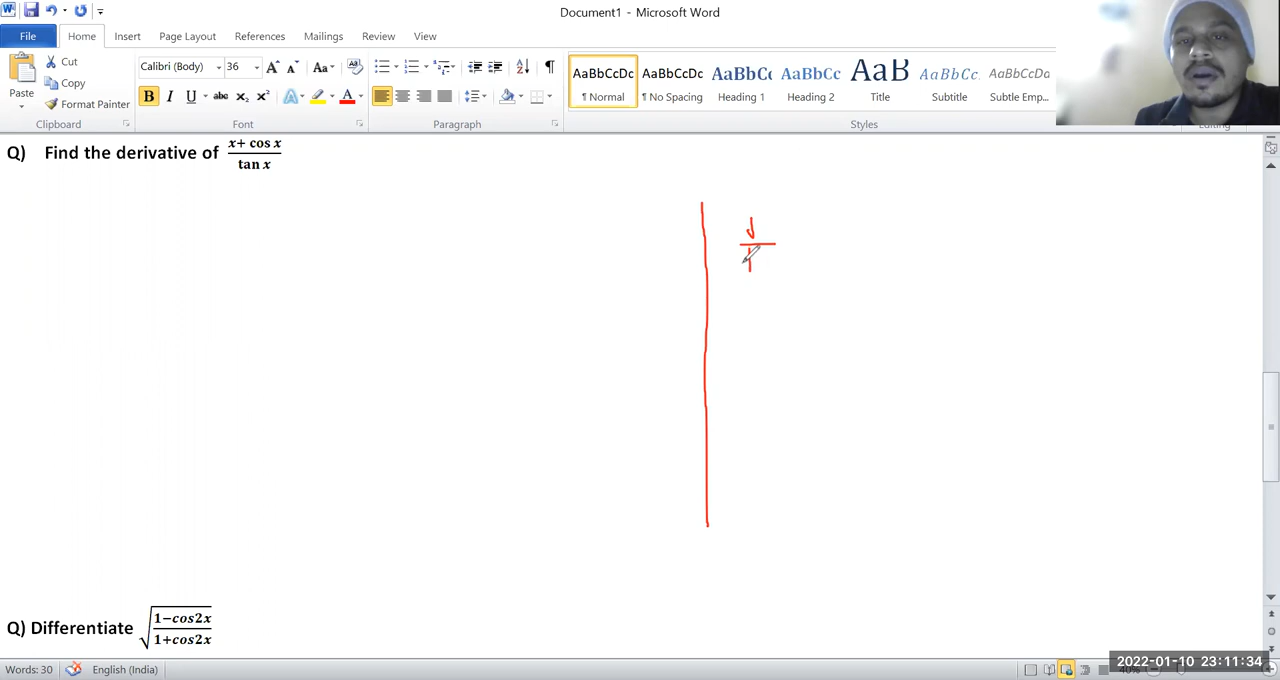 Document1 - Microsoft Word
File Home Insert Page Layout References Mailings Review View
Cut
Copy
Format Painter
Paste
Clipboard
Calibri (Body) 36
Font
Paragraph
AaBbCcDc AaBbCcDc AaBbCc AaBbCc AaB AaBbCc. AaBbCcDa
¶ Normal ¶ No Spacing Heading 1 Heading 2 Title Subtitle Subtle Emp...
Styles
Q) Find the derivative of x+ cos x / tan x
Q) Differentiate √1−cos2x / 1+cos2x
Words: 30 English (India)
2022-01-10 23:11:34